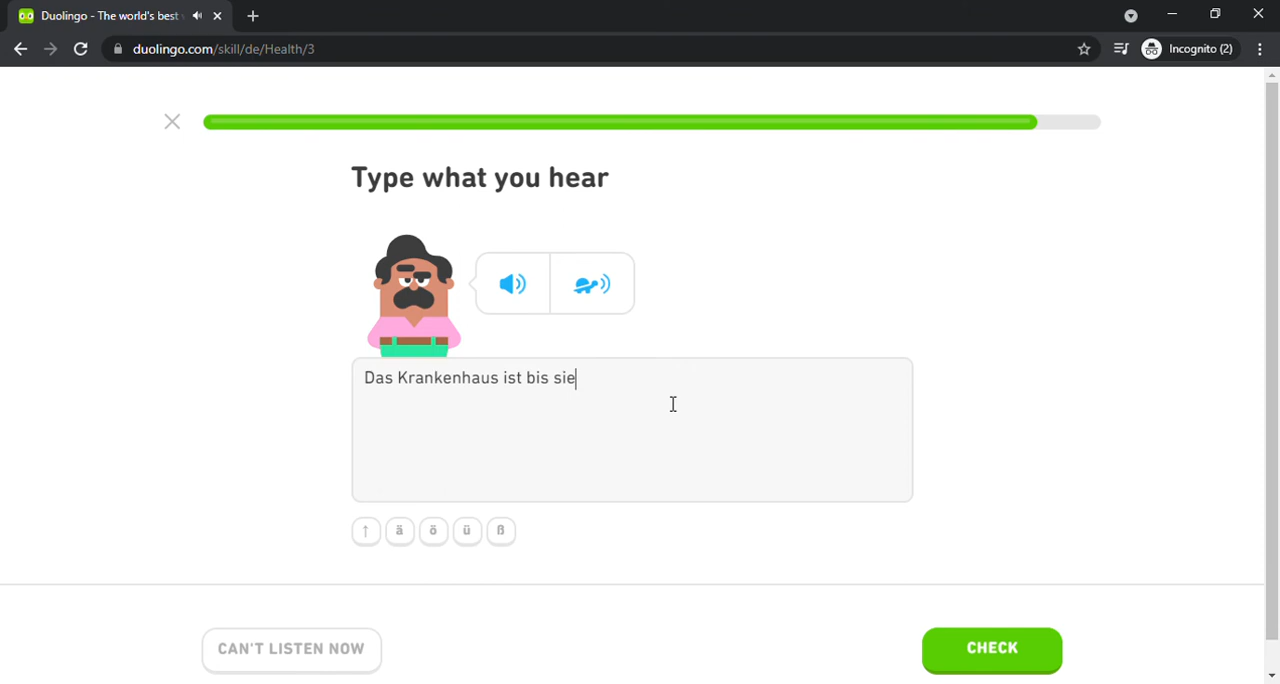 Duolingo - The world's best
duolingo.com/skill/de/Health/3
Incognito (2)
Type what you hear
Das Krankenhaus ist bis sie
↑ ä ö ü ß
CAN'T LISTEN NOW
CHECK